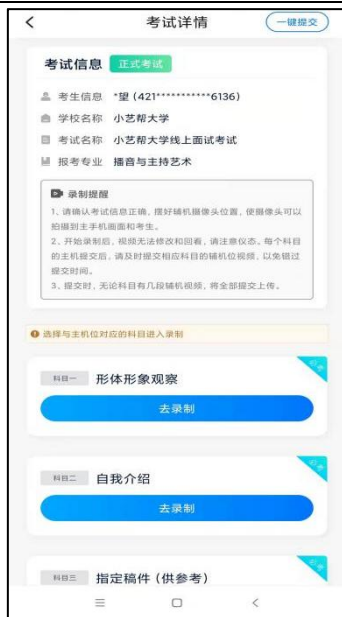 考试详情
一键提交
考试信息 正式考试
考生信息 *望 (421***********6136)
学校名称 小艺帮大学
考试名称 小艺帮大学线上面试考试
报考专业 播音与主持艺术
录制提醒
1、请确认考试信息正确，摆好辅机摄像头位置，使摄像头可以
拍摄到主手机画面和考生。
2、开始录制后，视频无法修改和回看，请注意仪态。每个科目
的主机提交后，请及时提交相应科目的辅机位视频，以免错过
提交时间。
3、提交时，无论科目有几段辅机视频，将全部提交上传。
选择与主机位对应的科目进入录制
科目一 形体形象观察
必考
去录制
科目二 自我介绍
必考
去录制
科目三 指定稿件（供参考）
必考